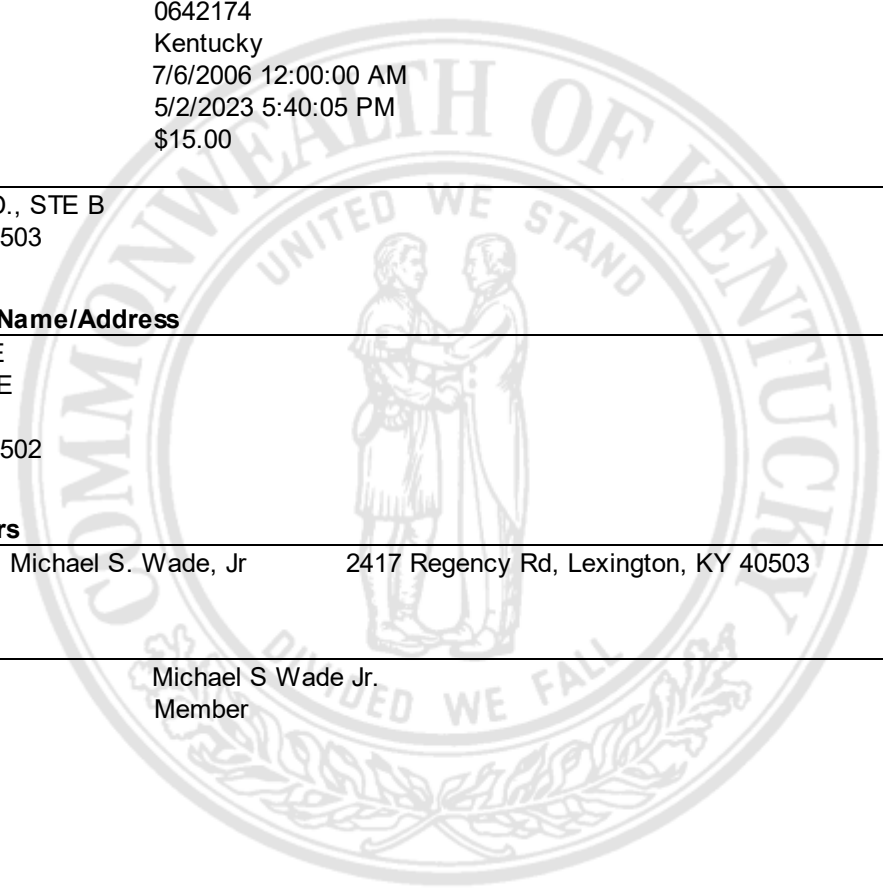 0642174
Kentucky
7/6/2006 12:00:00 AM
5/2/2023 5:40:05 PM
$15.00
D., STE B
503
Name/Address
E
E
502
rs
Michael S. Wade, Jr 2417 Regency Rd, Lexington, KY 40503
Michael S Wade Jr.
Member
COMMONWEALTH OF KENTUCKY
UNITED WE STAND
DIVIDED WE FALL